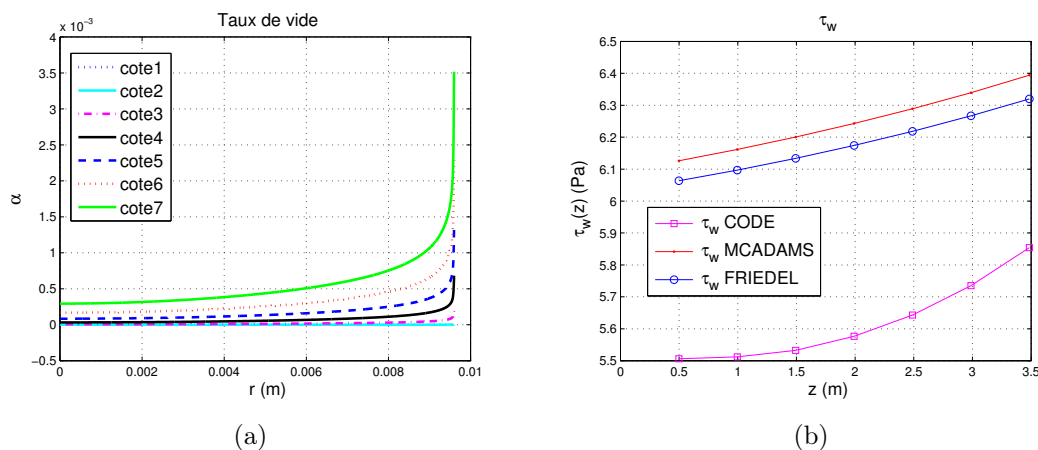 Taux de vide
x 10⁻³
4
3.5
3
2.5
2
1.5
1
0.5
0
−0.5
α
cote1
cote2
cote3
cote4
cote5
cote6
cote7
0 0.002 0.004 0.006 0.008 0.01
r (m)
(a)
τw
6.5
6.4
6.3
6.2
6.1
6
5.9
5.8
5.7
5.6
5.5
τw(z) (Pa)
τw CODE
τw MCADAMS
τw FRIEDEL
0 0.5 1 1.5 2 2.5 3 3.5
z (m)
(b)